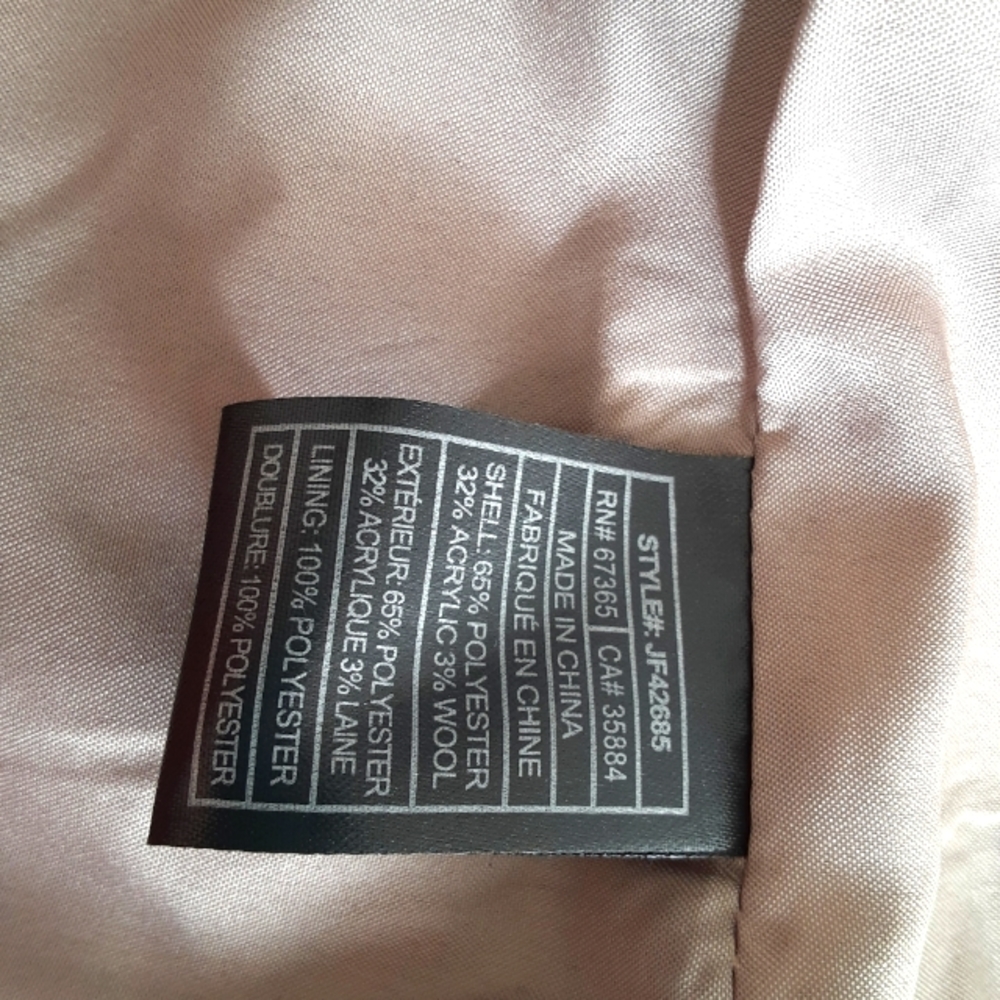 STYLE#: JF42685
RN# 67365 CA# 35884
MADE IN CHINA
FABRIQUÉ EN CHINE
SHELL: 65% POLYESTER
32% ACRYLIC 3% WOOL
EXTÉRIEUR: 65% POLYESTER
32% ACRYLIQUE 3% LAINE
LINING: 100% POLYESTER
DOUBLURE: 100% POLYESTER